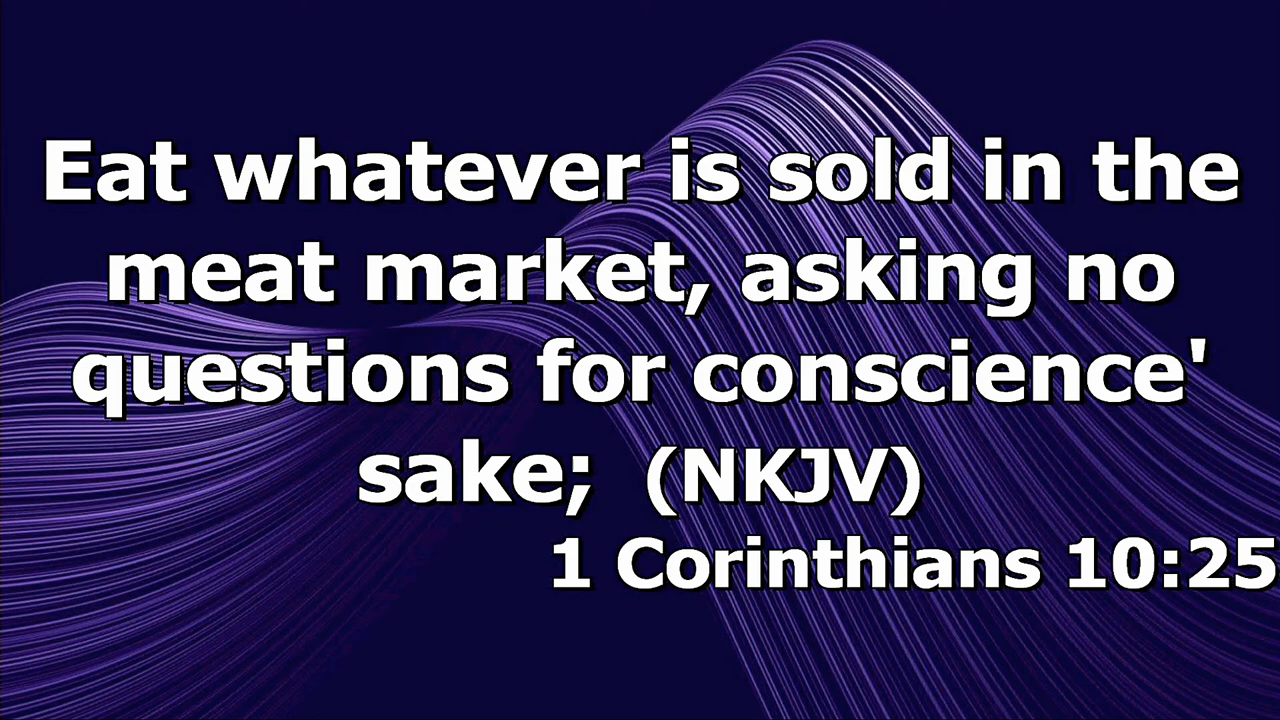 Eat whatever is sold in the
meat market, asking no
questions for conscience'
sake; (NKJV)
1 Corinthians 10:25